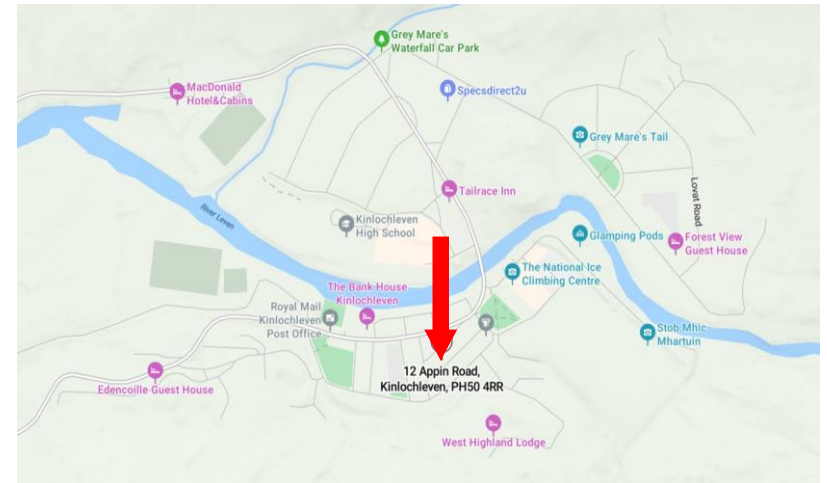 Grey Mare's
Waterfall Car Park
MacDonald
Hotel&Cabins
Specsdirect2u
Grey Mare's Tail
Tailrace Inn
Lovat Road
River Leven
Kinlochleven
High School
Glamping Pods
Forest View
Guest House
The National Ice
Climbing Centre
The Bank House
Kinlochleven
Royal Mail
Kinlochleven
Post Office
Stob Mhic
Mhartuin
12 Appin Road,
Kinlochleven, PH50 4RR
Edencoille Guest House
West Highland Lodge